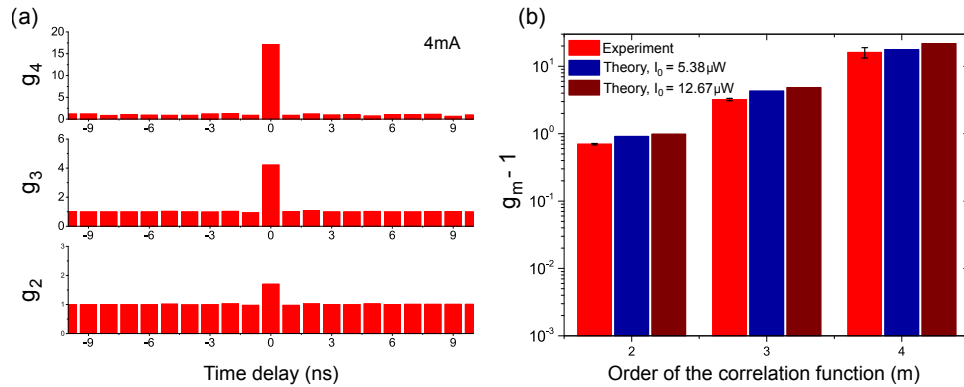 (a)
4mA
g4
20
15
10
5
0
-9 -6 -3 0 3 6 9
g3
6
4
2
0
-9 -6 -3 0 3 6 9
g2
3
2
1
0
-9 -6 -3 0 3 6 9
Time delay (ns)
(b)
Experiment
Theory, I0 = 5.38μW
Theory, I0 = 12.67μW
gm- 1
10^1
10^0
10^-1
10^-2
10^-3
2 3 4
Order of the correlation function (m)